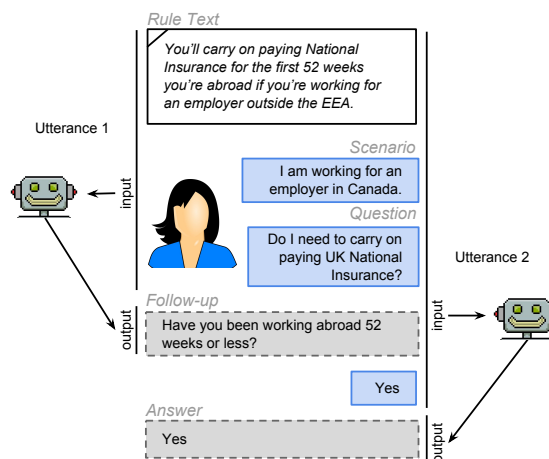 Rule Text
You'll carry on paying National
Insurance for the first 52 weeks
you're abroad if you're working for
an employer outside the EEA.
Utterance 1
Scenario
I am working for an
employer in Canada.
input
Question
Do I need to carry on
paying UK National
Insurance?
Utterance 2
Follow-up
Have you been working abroad 52
weeks or less?
output
input
Yes
Answer
Yes
output